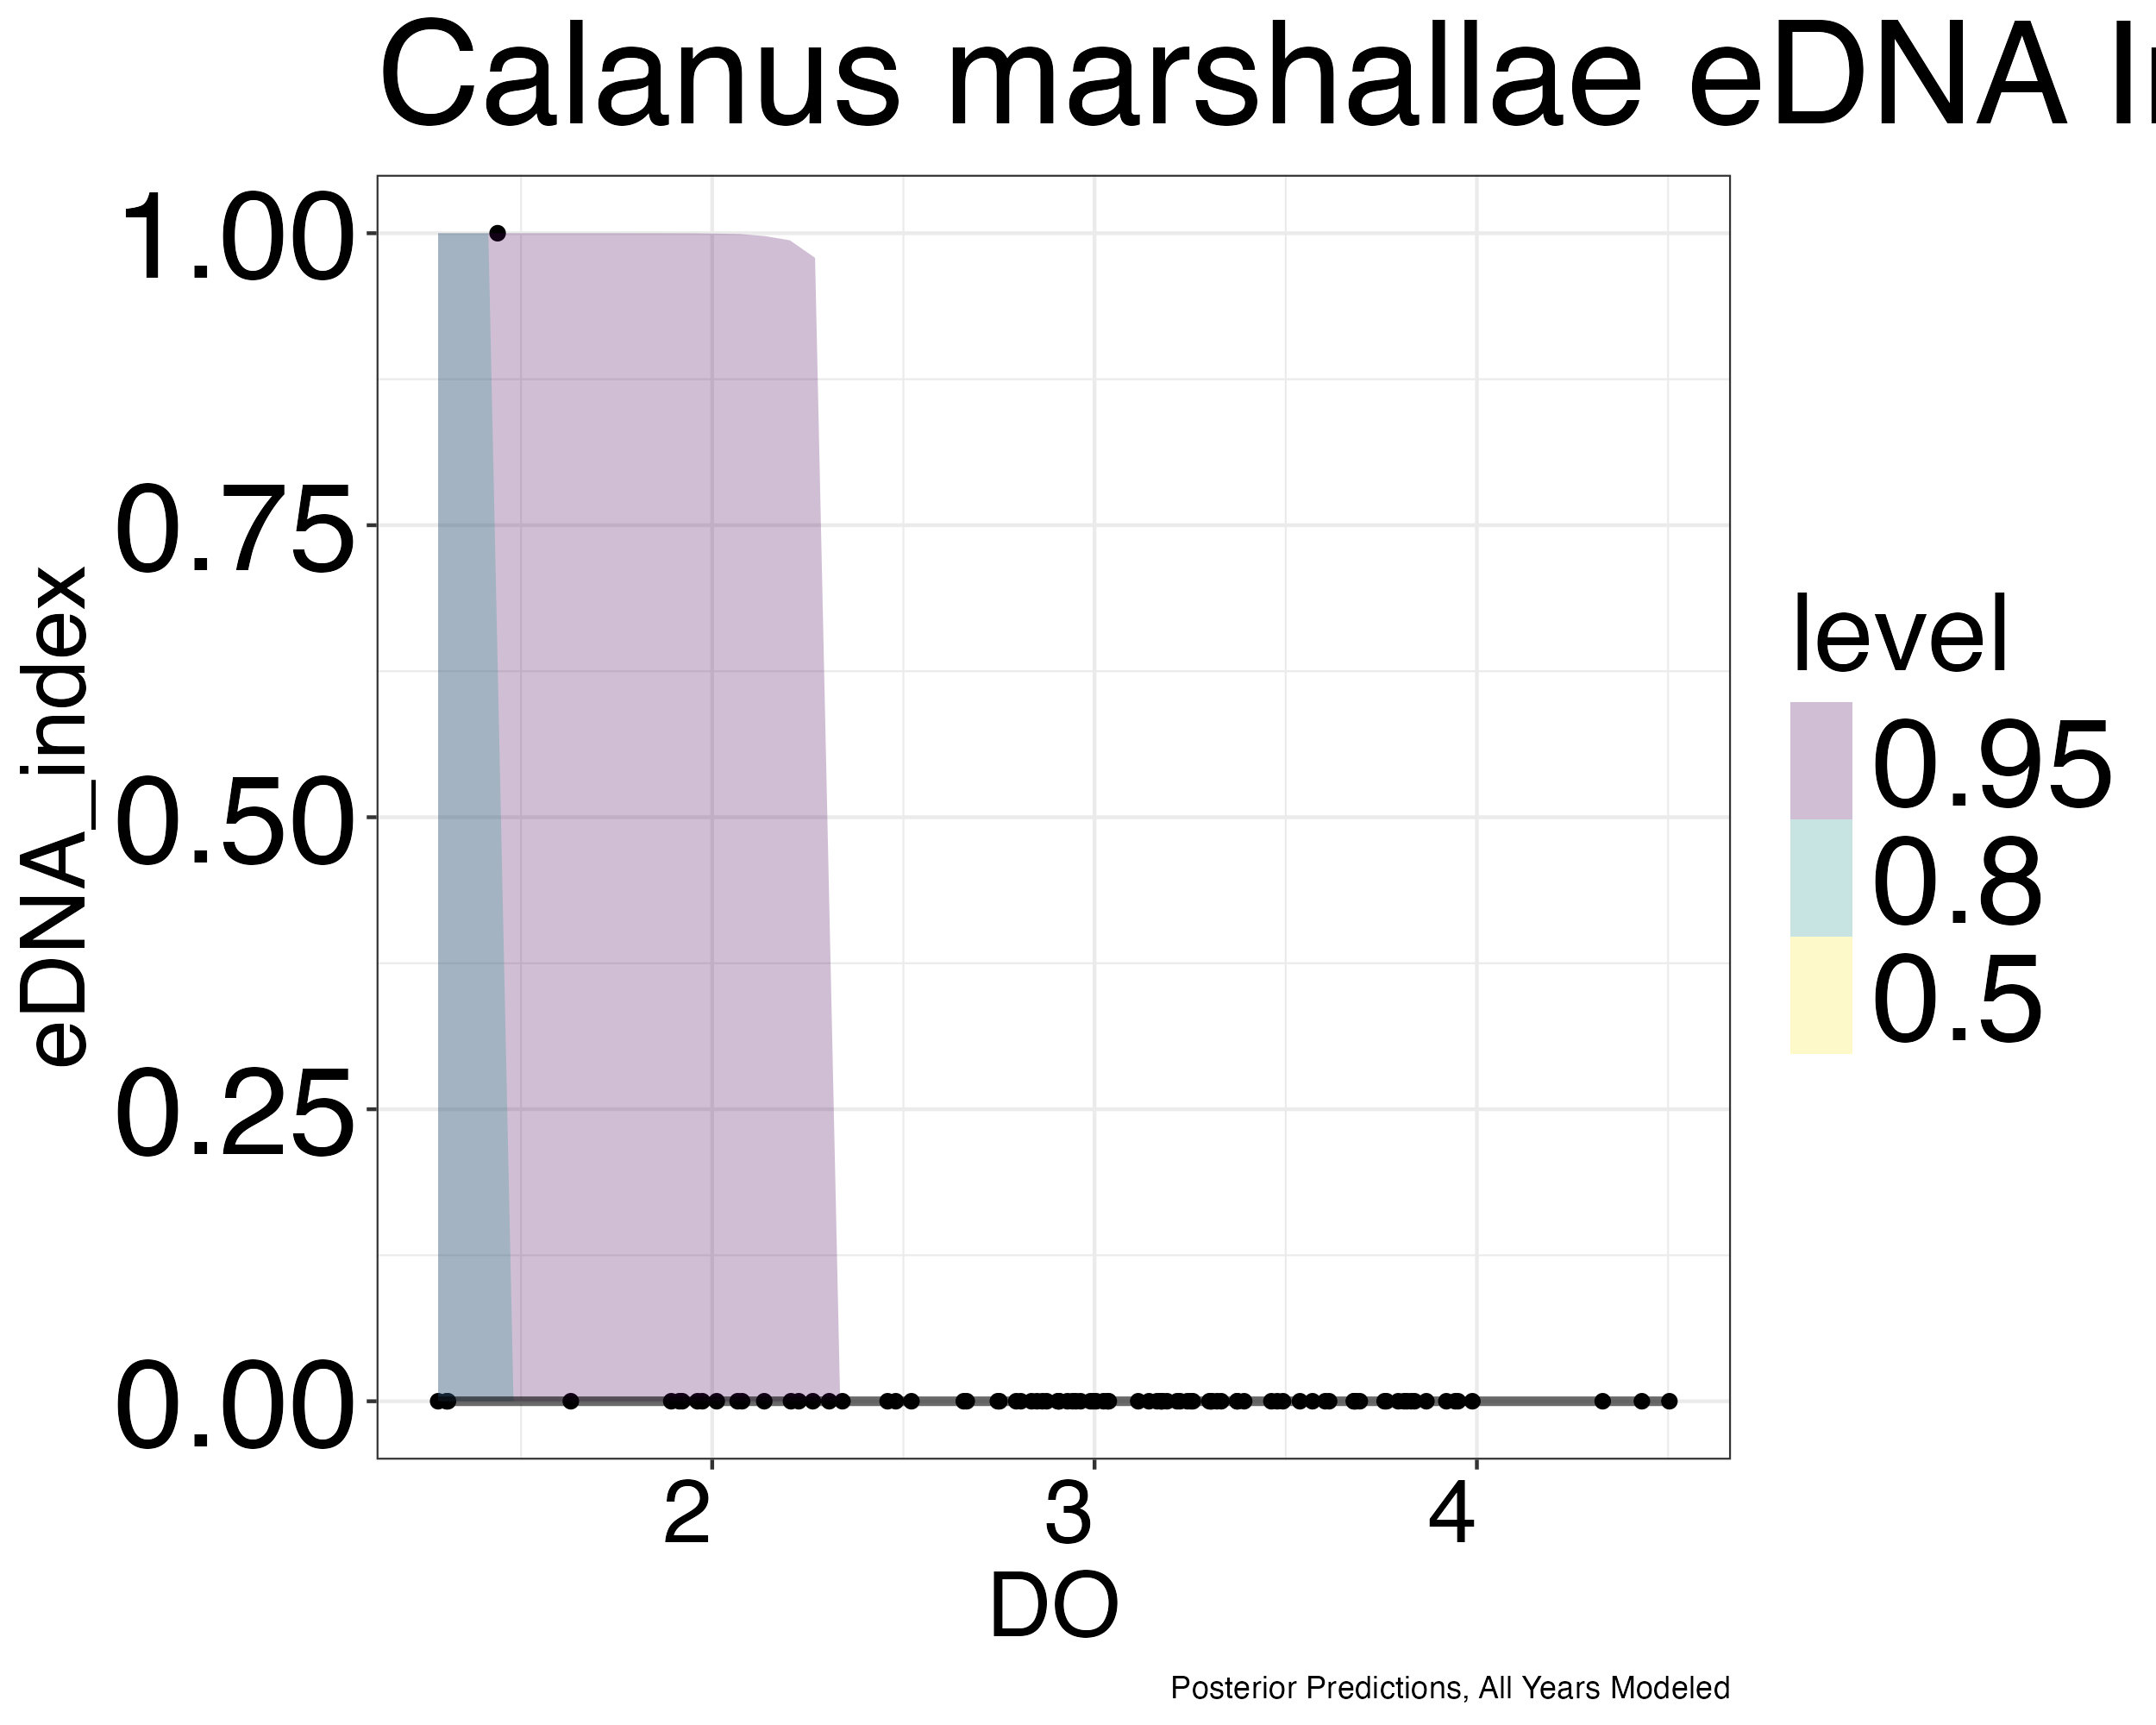 Calanus marshallae eDNA
1.00
0.75
0.50
0.25
0.00
eDNA_index
2 3 4
DO
level
0.95
0.8
0.5
Posterior Predictions, All Years Modeled